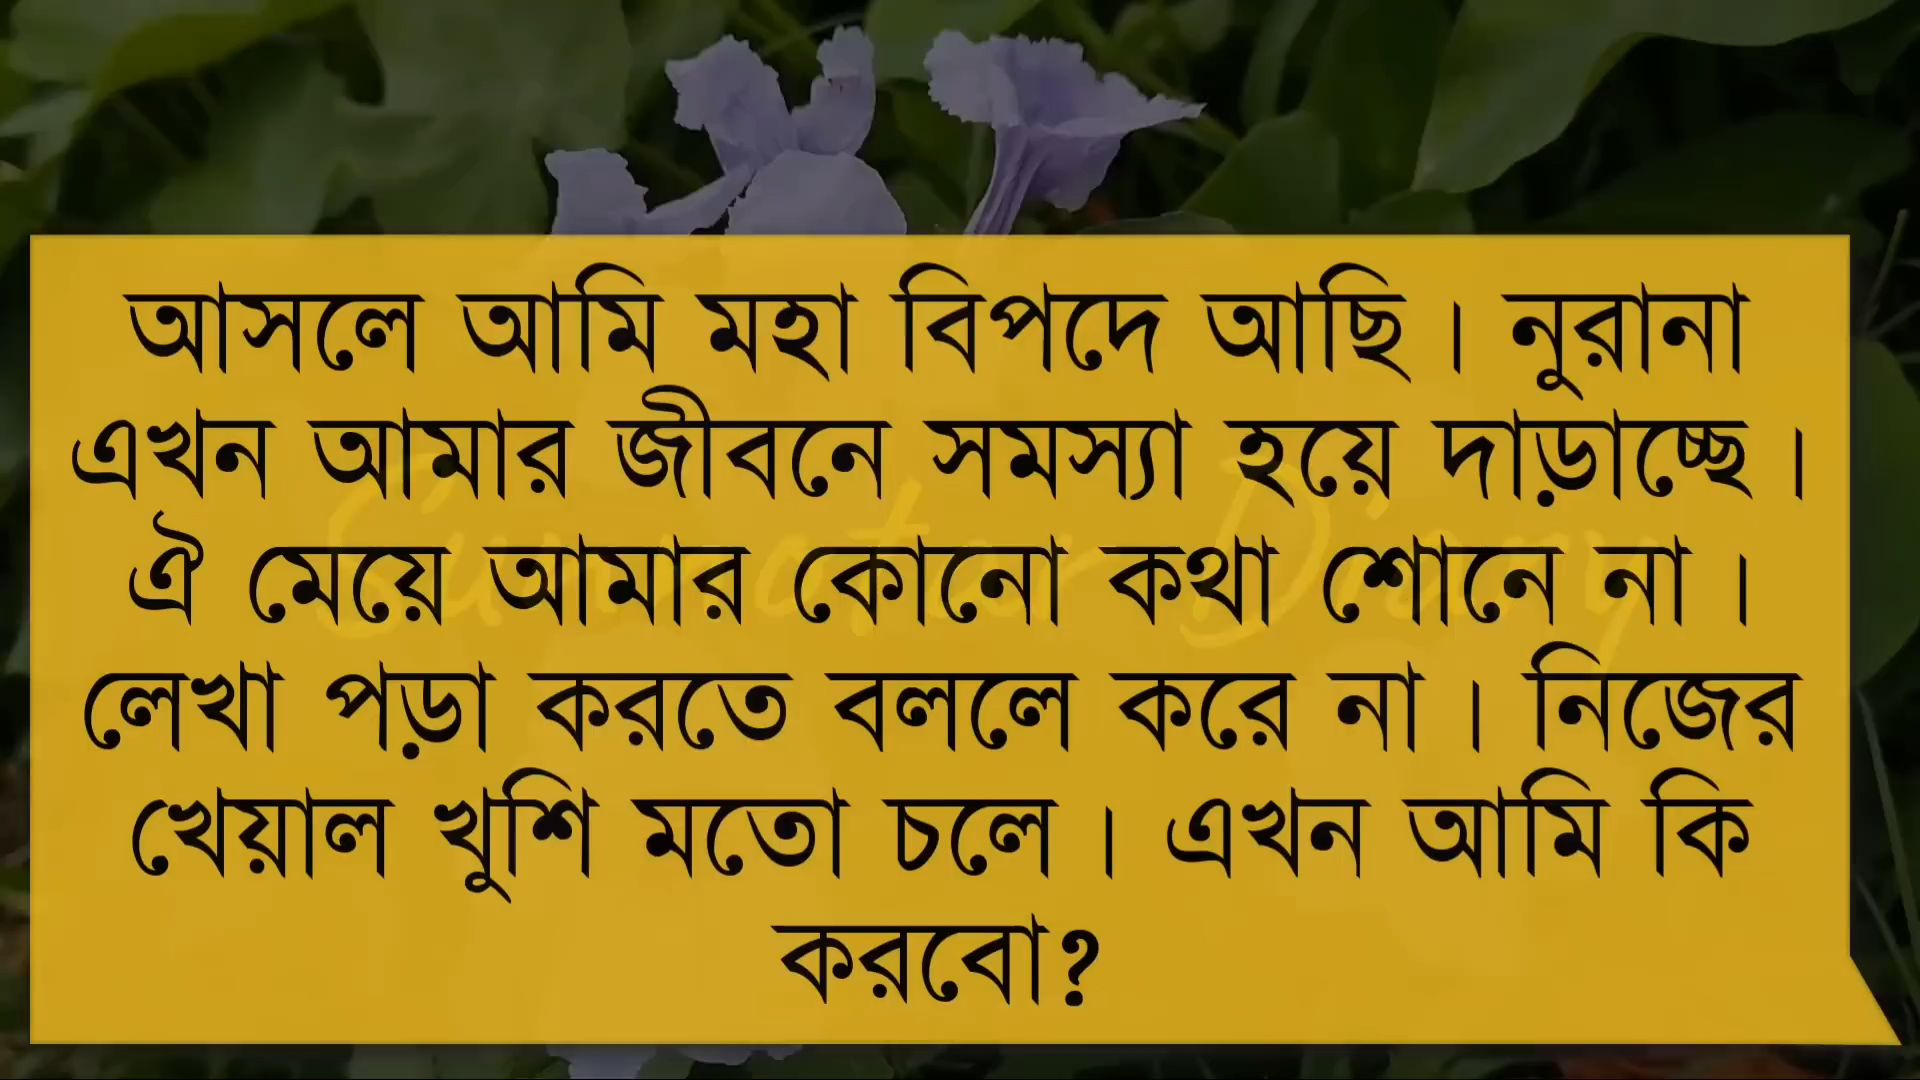 আসলে আমি মহা বিপদে আছি। নুরানা
এখন আমার জীবনে সমস্যা হয়ে দাড়াচ্ছে।
ঐ মেয়ে আমার কোনো কথা শোনে না।
লেখা পড়া করতে বললে করে না। নিজের
খেয়াল খুশি মতো চলে। এখন আমি কি
করবো?